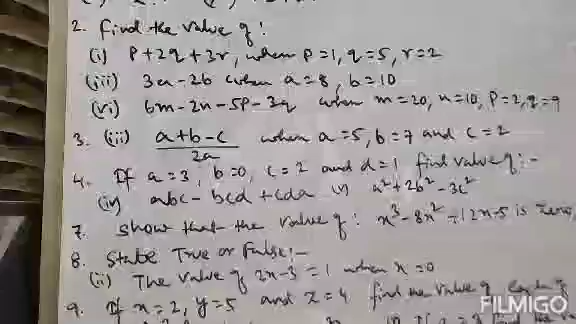 2. Find the value of :
(i) P+2q+3r, when P=1, q=5, r=2
(iii) 3a-2b when a=8, b=10
(vi) 6m-2n-5P-3q when m=20, n=10, P=2, q=9
3. (iii) a+b-c / 2a when a=5, b=7 and c=2
4. If a=3, b=0, c=2 and d=1 find value of :-
(iv) abc-bcd+cda (v) a²+2b²-3c²
7. Show that the value of : x³-8x²-12x-5 is zero,
8. State True or False :-
(ii) The value of 2x-3=1 when x=0
9. If x=2, y=5 and z=4 find the value of
FILMIGO